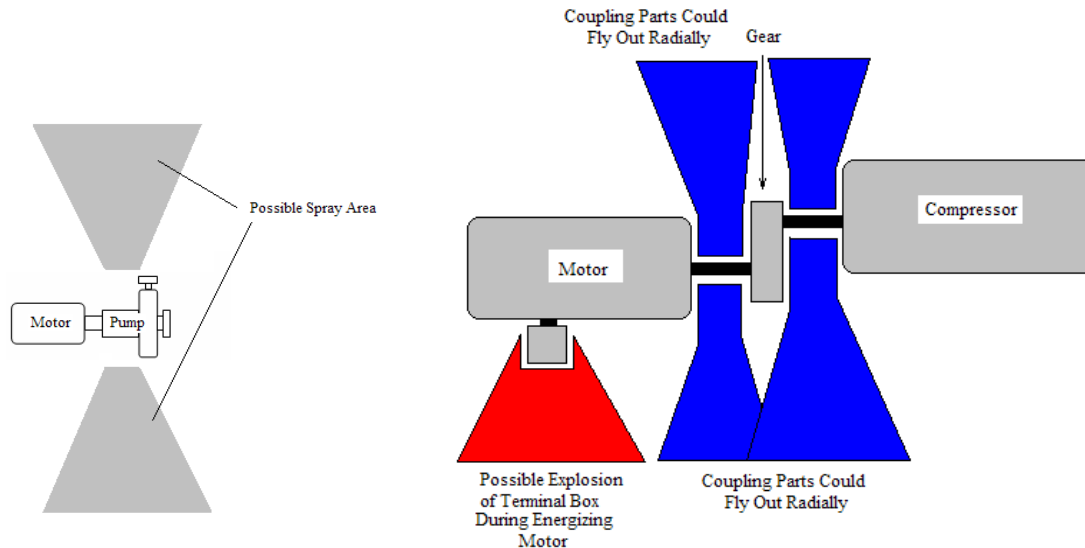 Possible Spray Area
Motor
Pump
Coupling Parts Could
Fly Out Radially
Gear
Compressor
Motor
Possible Explosion
of Terminal Box
During Energizing
Motor
Coupling Parts Could
Fly Out Radially